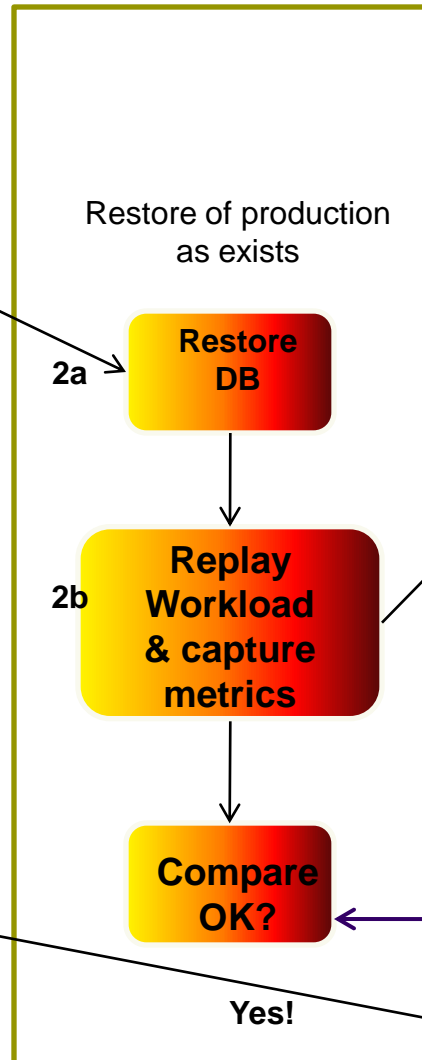 Restore of production
as exists
Restore
DB
2a
Replay
Workload
& capture
metrics
2b
Compare
OK?
Yes!